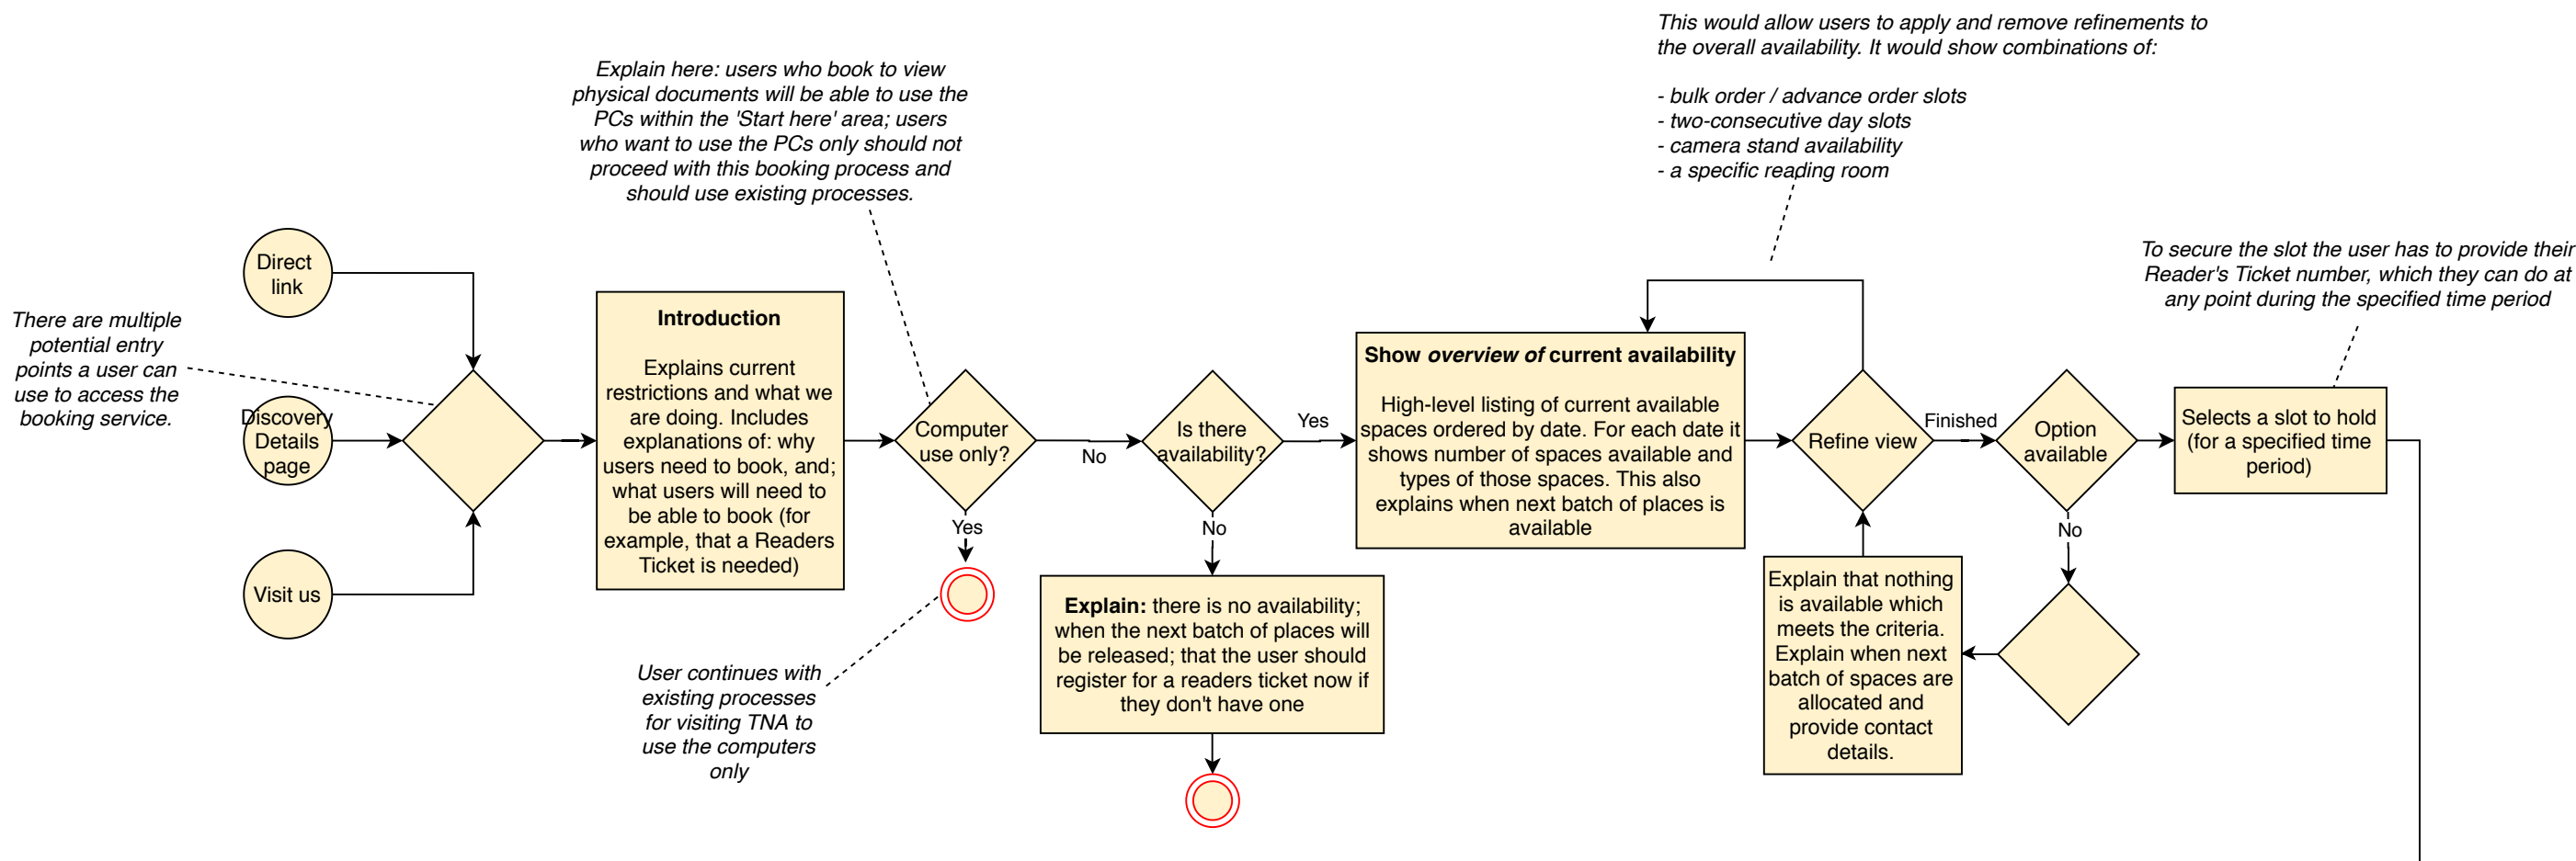 This would allow users to apply and remove refinements to
the overall availability. It would show combinations of:
- bulk order / advance order slots
- two-consecutive day slots
- camera stand availability
- a specific reading room
Explain here: users who book to view
physical documents will be able to use the
PCs within the 'Start here' area; users
who want to use the PCs only should not
proceed with this booking process and
should use existing processes.
To secure the slot the user has to provide their
Reader's Ticket number, which they can do at
any point during the specified time period
There are multiple
potential entry
points a user can
use to access the
booking service.
Direct
link
Discovery
Details
page
Visit us
Introduction
Explains current
restrictions and what we
are doing. Includes
explanations of: why
users need to book, and;
what users will need to
be able to book (for
example, that a Readers
Ticket is needed)
Computer
use only?
No
Yes
User continues with
existing processes
for visiting TNA to
use the computers
only
Is there
availability?
Yes
No
Explain: there is no availability;
when the next batch of places will
be released; that the user should
register for a readers ticket now if
they don't have one
Show overview of current availability
High-level listing of current available
spaces ordered by date. For each date it
shows number of spaces available and
types of those spaces. This also
explains when next batch of places is
available
Refine view
Finished
Option
available
No
Explain that nothing
is available which
meets the criteria.
Explain when next
batch of spaces are
allocated and
provide contact
details.
Selects a slot to hold
(for a specified time
period)